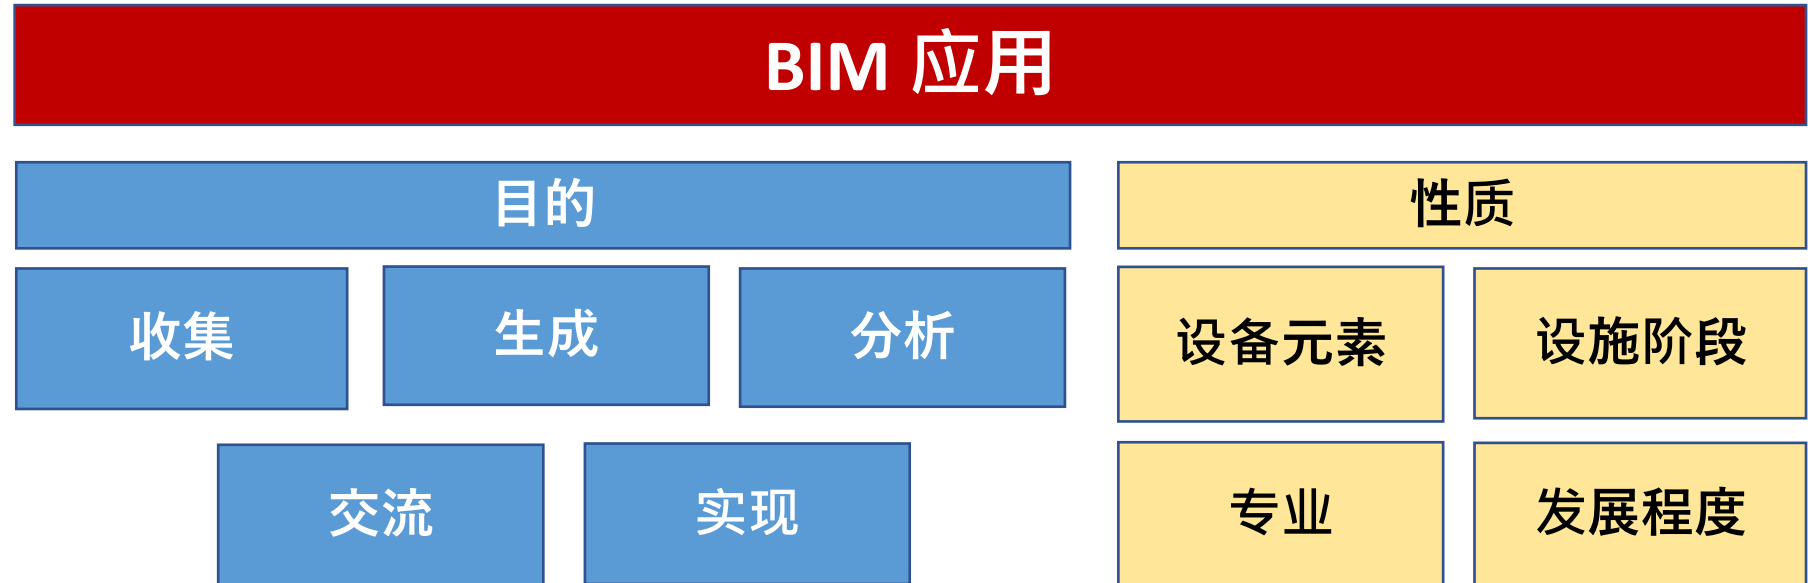 BIM 应用
目的
性质
收集
生成
分析
设备元素
设施阶段
交流
实现
专业
发展程度